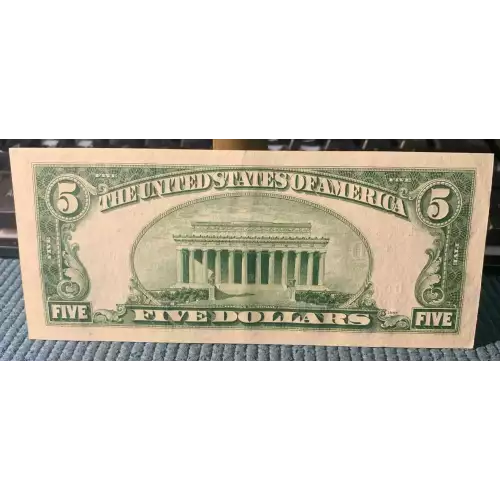 5 THE UNITED STATES OF AMERICA 5
FIVE FIVE DOLLARS FIVE